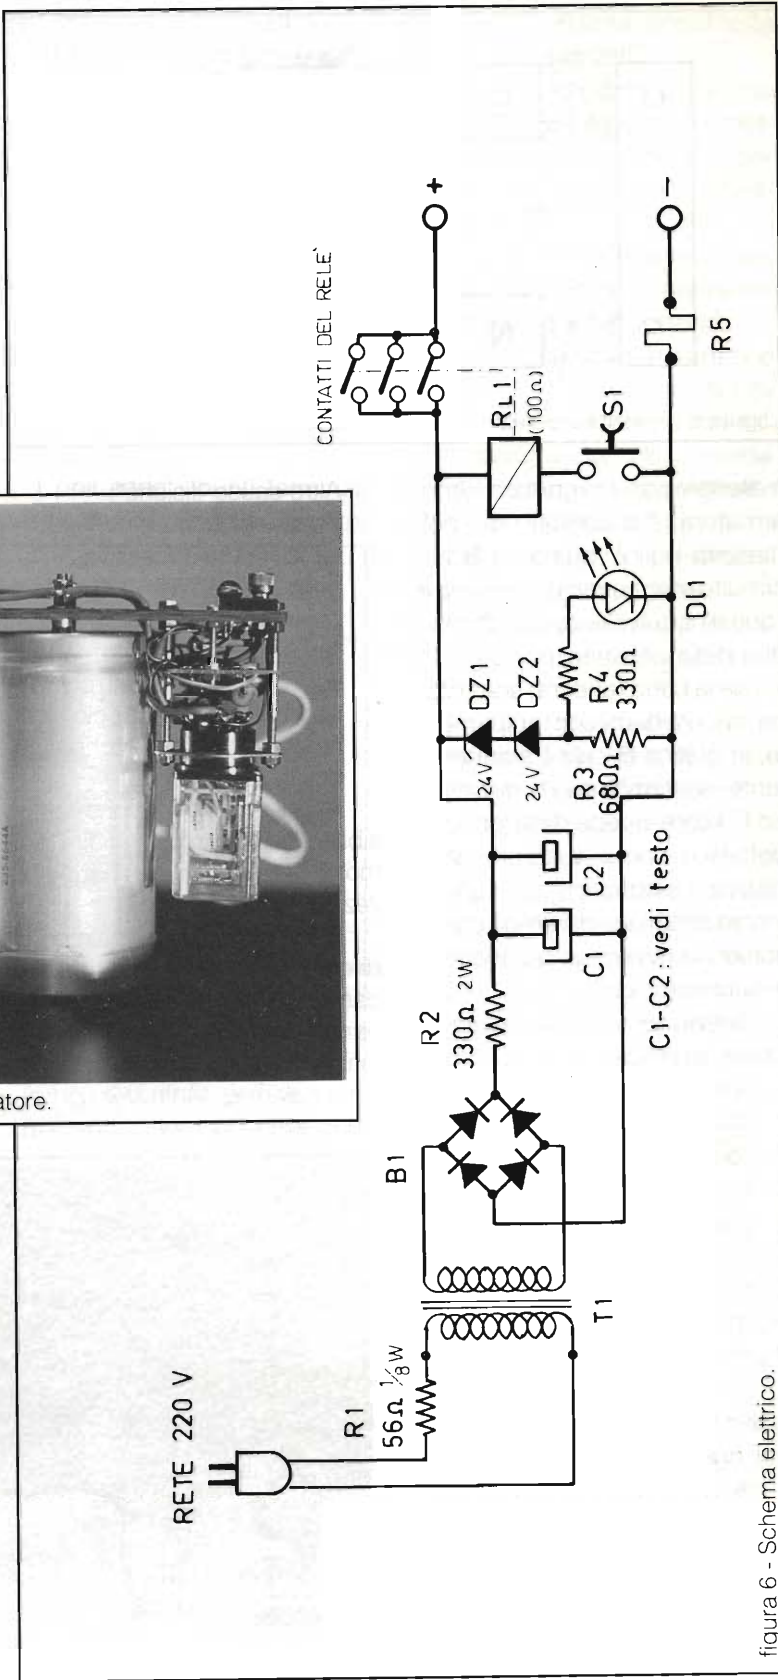 RETE 220 V
R1
56Ω 1/8W
T1
B1
R2
330Ω 2W
C1
C2
C1-C2: vedi testo
24V
DZ1
24V
DZ2
R3
680Ω
R4
330Ω
Dl1
RL1
(100Ω)
S1
CONTATTI DEL RELE'
+
R5
−
atore.
figura 6 - Schema elettrico.